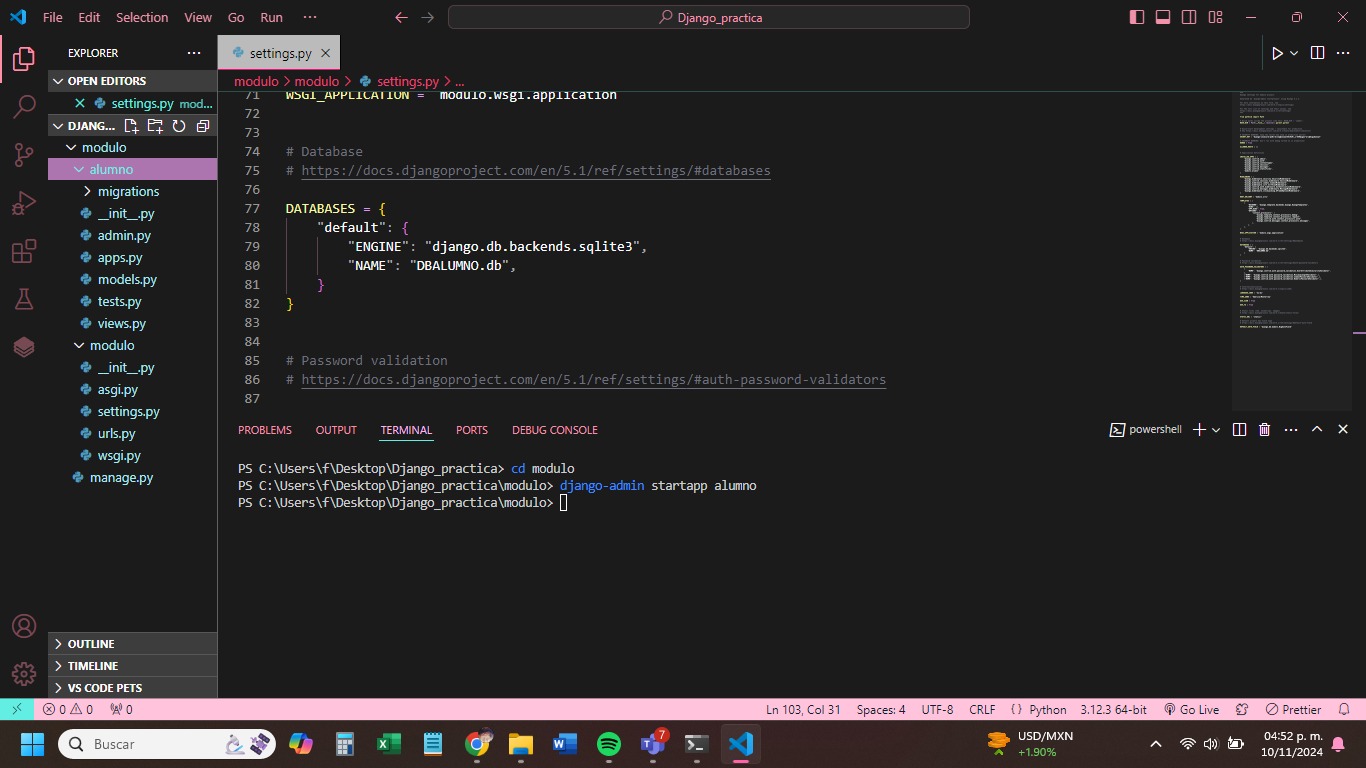 File Edit Selection View Go Run ··· Django_practica
EXPLORER ···
OPEN EDITORS
settings.py mod...
DJANG...
modulo
alumno
migrations
__init__.py
admin.py
apps.py
models.py
tests.py
views.py
modulo
__init__.py
asgi.py
settings.py
urls.py
wsgi.py
manage.py
OUTLINE
TIMELINE
VS CODE PETS
settings.py
modulo > modulo > settings.py > ...
71 WSGI_APPLICATION = "modulo.wsgi.application
72
73
74 # Database
75 # https://docs.djangoproject.com/en/5.1/ref/settings/#databases
76
77 DATABASES = {
78 "default": {
79 "ENGINE": "django.db.backends.sqlite3",
80 "NAME": "DBALUMNO.db",
81 }
82 }
83
84
85 # Password validation
86 # https://docs.djangoproject.com/en/5.1/ref/settings/#auth-password-validators
87
PROBLEMS OUTPUT TERMINAL PORTS DEBUG CONSOLE powershell
PS C:\Users\f\Desktop\Django_practica> cd modulo
PS C:\Users\f\Desktop\Django_practica\modulo> django-admin startapp alumno
PS C:\Users\f\Desktop\Django_practica\modulo>
0 0 0 Ln 103, Col 31 Spaces: 4 UTF-8 CRLF {} Python 3.12.3 64-bit Go Live Prettier
Buscar
7
USD/MXN
+1.90%
04:52 p. m.
10/11/2024